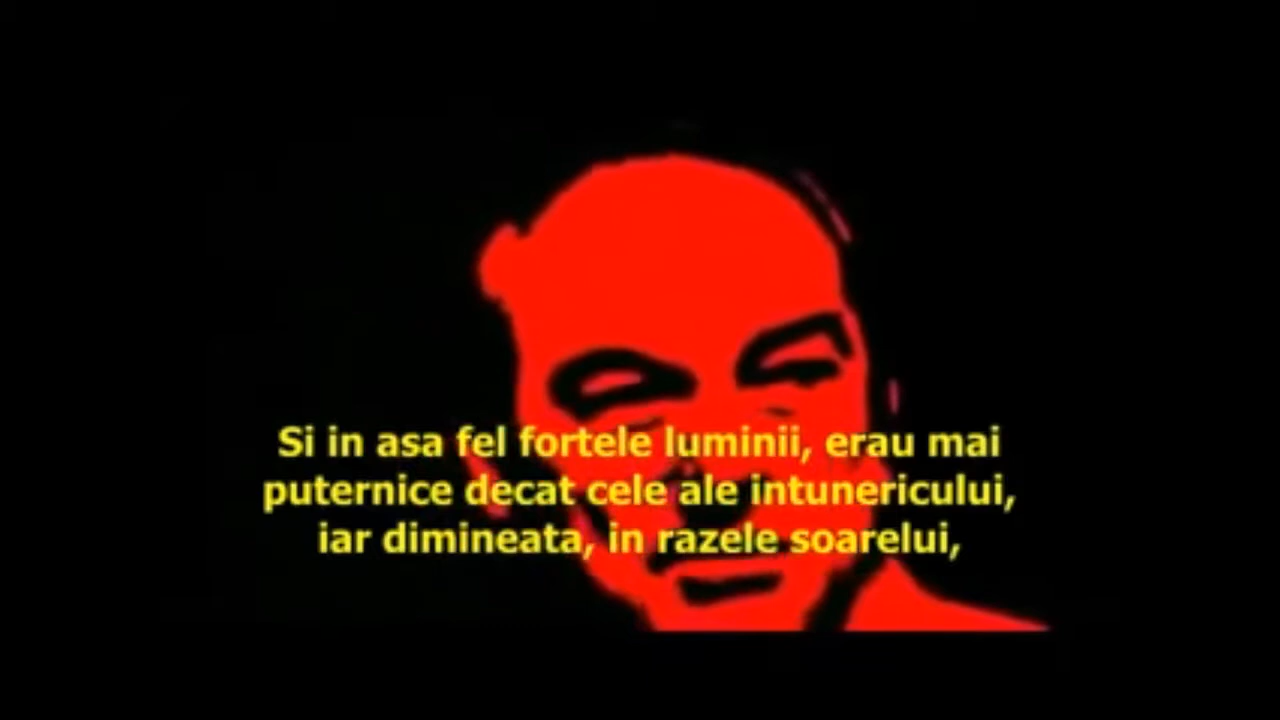 Si in asa fel fortele luminii, erau mai
puternice decat cele ale intunericului,
iar dimineata, in razele soarelui,